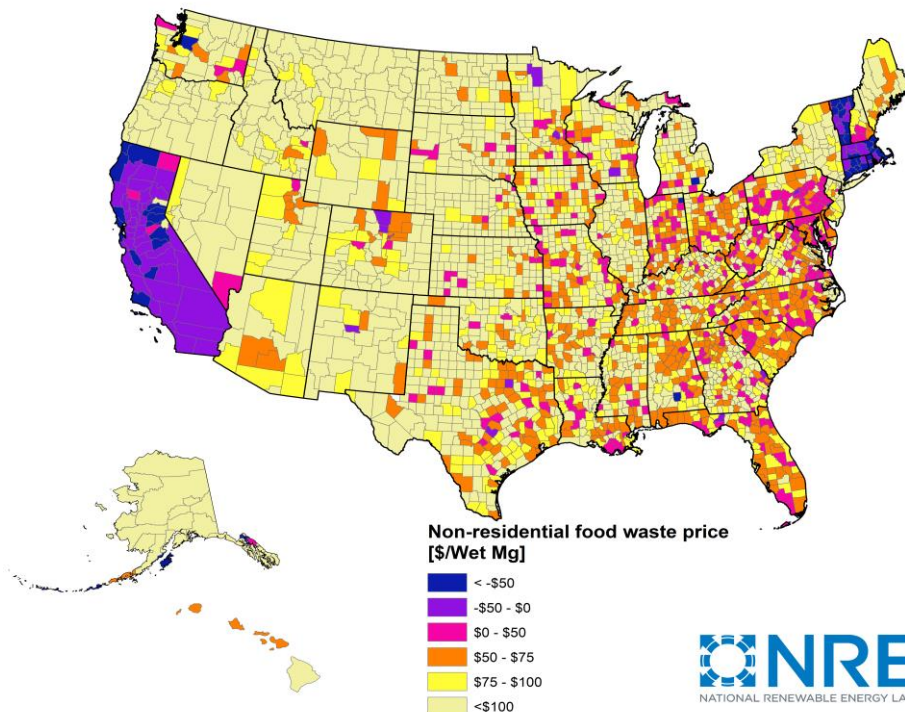 Non-residential food waste price
[$/Wet Mg]
< -$50
-$50 - $0
$0 - $50
$50 - $75
$75 - $100
<$100
NRE
NATIONAL RENEWABLE ENERGY LA